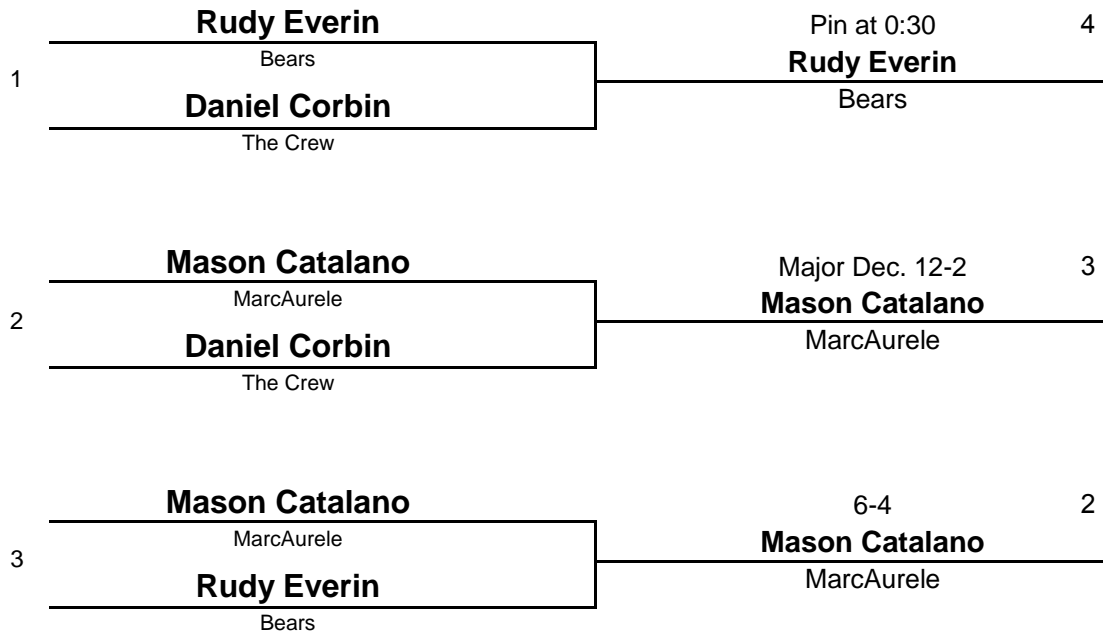 Rudy Everin
Bears
1
Daniel Corbin
The Crew
Pin at 0:30 4
Rudy Everin
Bears
Mason Catalano
MarcAurele
2
Daniel Corbin
The Crew
Major Dec. 12-2 3
Mason Catalano
MarcAurele
Mason Catalano
MarcAurele
3
Rudy Everin
Bears
6-4 2
Mason Catalano
MarcAurele